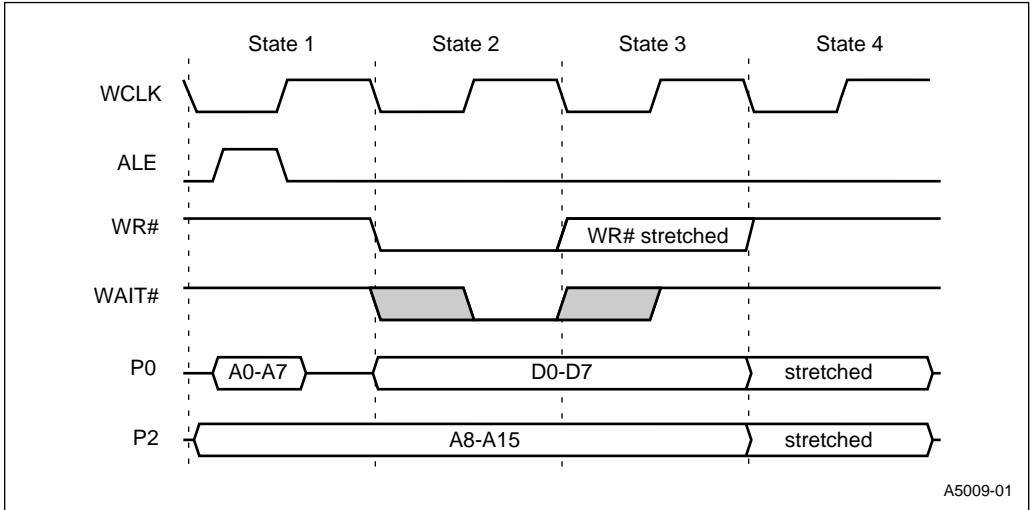 State 1 State 2 State 3 State 4
WCLK
ALE
WR# WR# stretched
WAIT#
P0 A0-A7 D0-D7 stretched
P2 A8-A15 stretched
A5009-01